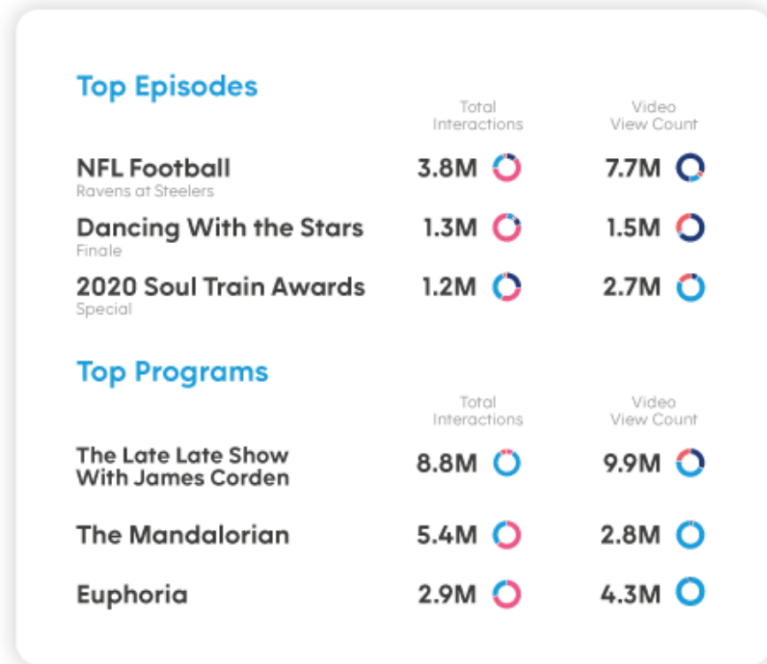 Top Episodes
Total
Interactions
Video
View Count
NFL Football 3.8M 7.7M
Ravens at Steelers
Dancing With the Stars 1.3M 1.5M
Finale
2020 Soul Train Awards 1.2M 2.7M
Special
Top Programs
Total
Interactions
Video
View Count
The Late Late Show
With James Corden 8.8M 9.9M
The Mandalorian 5.4M 2.8M
Euphoria 2.9M 4.3M